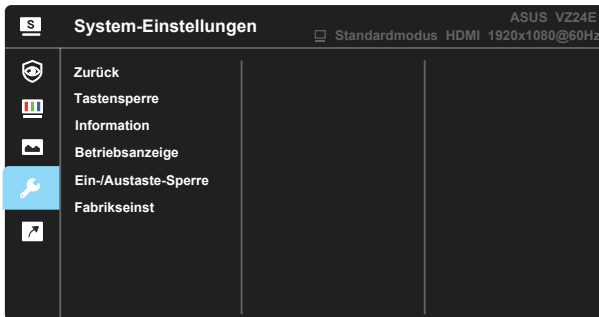 S
System-Einstellungen
ASUS VZ24E
Standardmodus HDMI 1920x1080@60Hz
Zurück
Tastensperre
Information
Betriebsanzeige
Ein-/Austaste-Sperre
Fabrikseinst